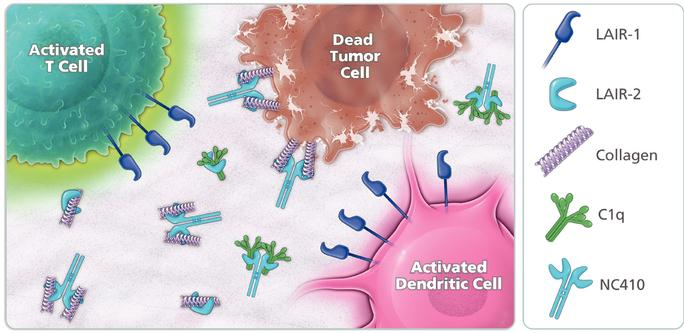 Activated
T Cell
Dead
Tumor
Cell
Activated
Dendritic Cell
LAIR-1
LAIR-2
Collagen
C1q
NC410